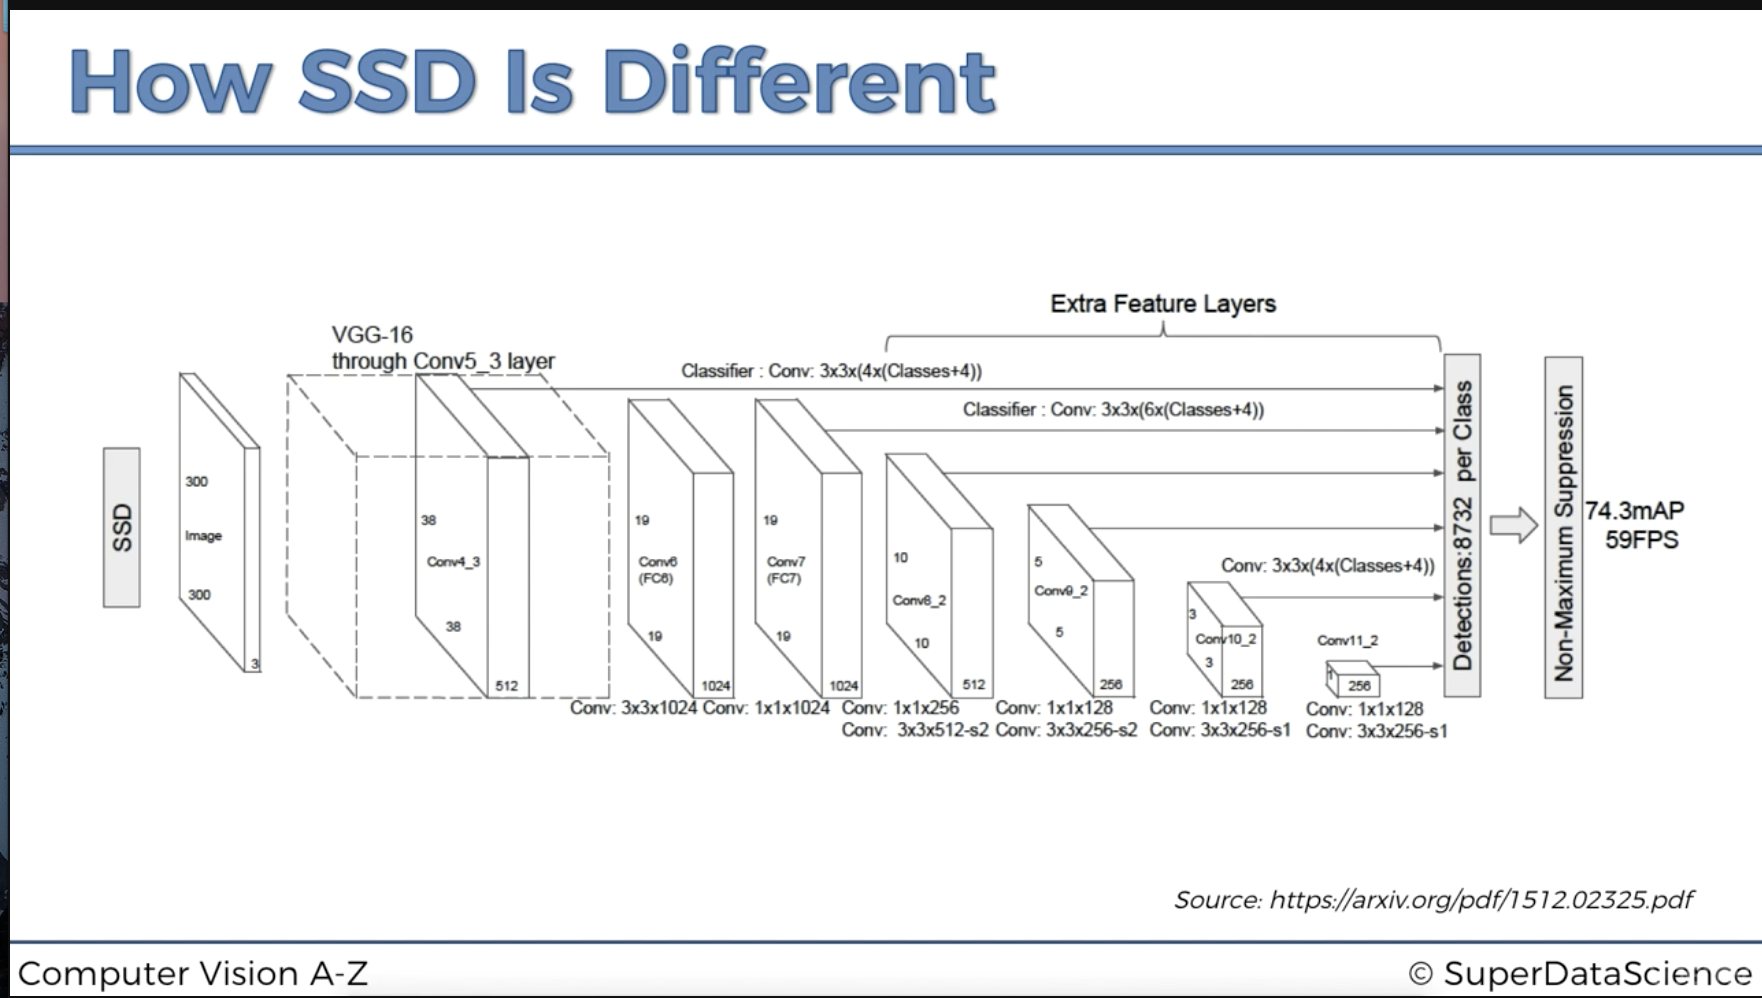 How SSD Is Different
Extra Feature Layers
VGG-16
through Conv5_3 layer
Classifier : Conv: 3x3x(4x(Classes+4))
Classifier : Conv: 3x3x(6x(Classes+4))
SSD
300
Image
300
3
38
Conv4_3
38
512
19
Conv6
(FC6)
19
1024
19
Conv7
(FC7)
19
1024
10
Conv8_2
10
512
5
Conv9_2
5
256
Conv: 3x3x(4x(Classes+4))
3
Conv10_2
3
256
Conv11_2
1
256
Detections:8732 per Class
Non-Maximum Suppression
74.3mAP
59FPS
Conv: 3x3x1024 Conv: 1x1x1024 Conv: 1x1x256 Conv: 1x1x128 Conv: 1x1x128 Conv: 1x1x128
Conv: 3x3x512-s2 Conv: 3x3x256-s2 Conv: 3x3x256-s1 Conv: 3x3x256-s1
Source: https://arxiv.org/pdf/1512.02325.pdf
Computer Vision A-Z
© SuperDataScience